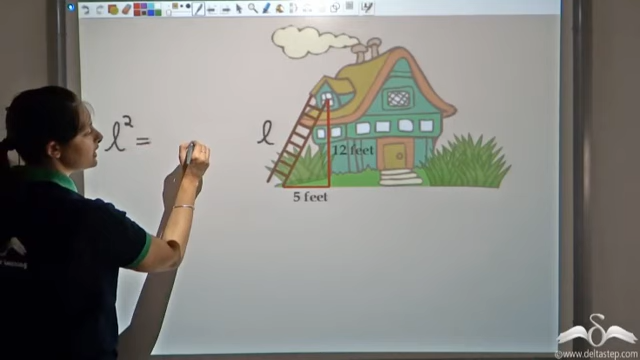 l² =
l
12 feet
5 feet
©www.deltastep.com